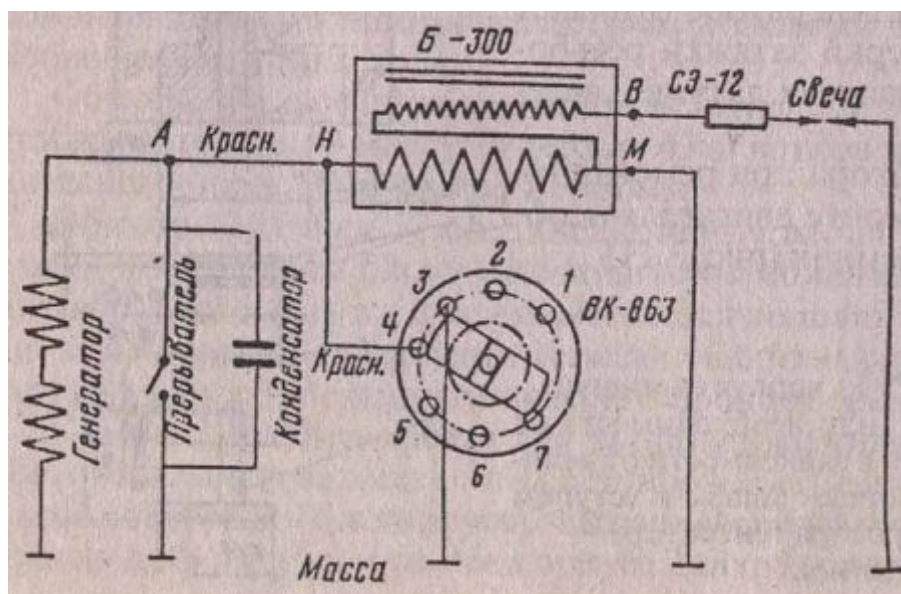 Б-300
В
СЭ-12
Свеча
А
Красн.
Н
М
Генератор
Прерыватель
Конденсатор
2
3
1
ВК-863
4
Красн.
5
7
6
Масса